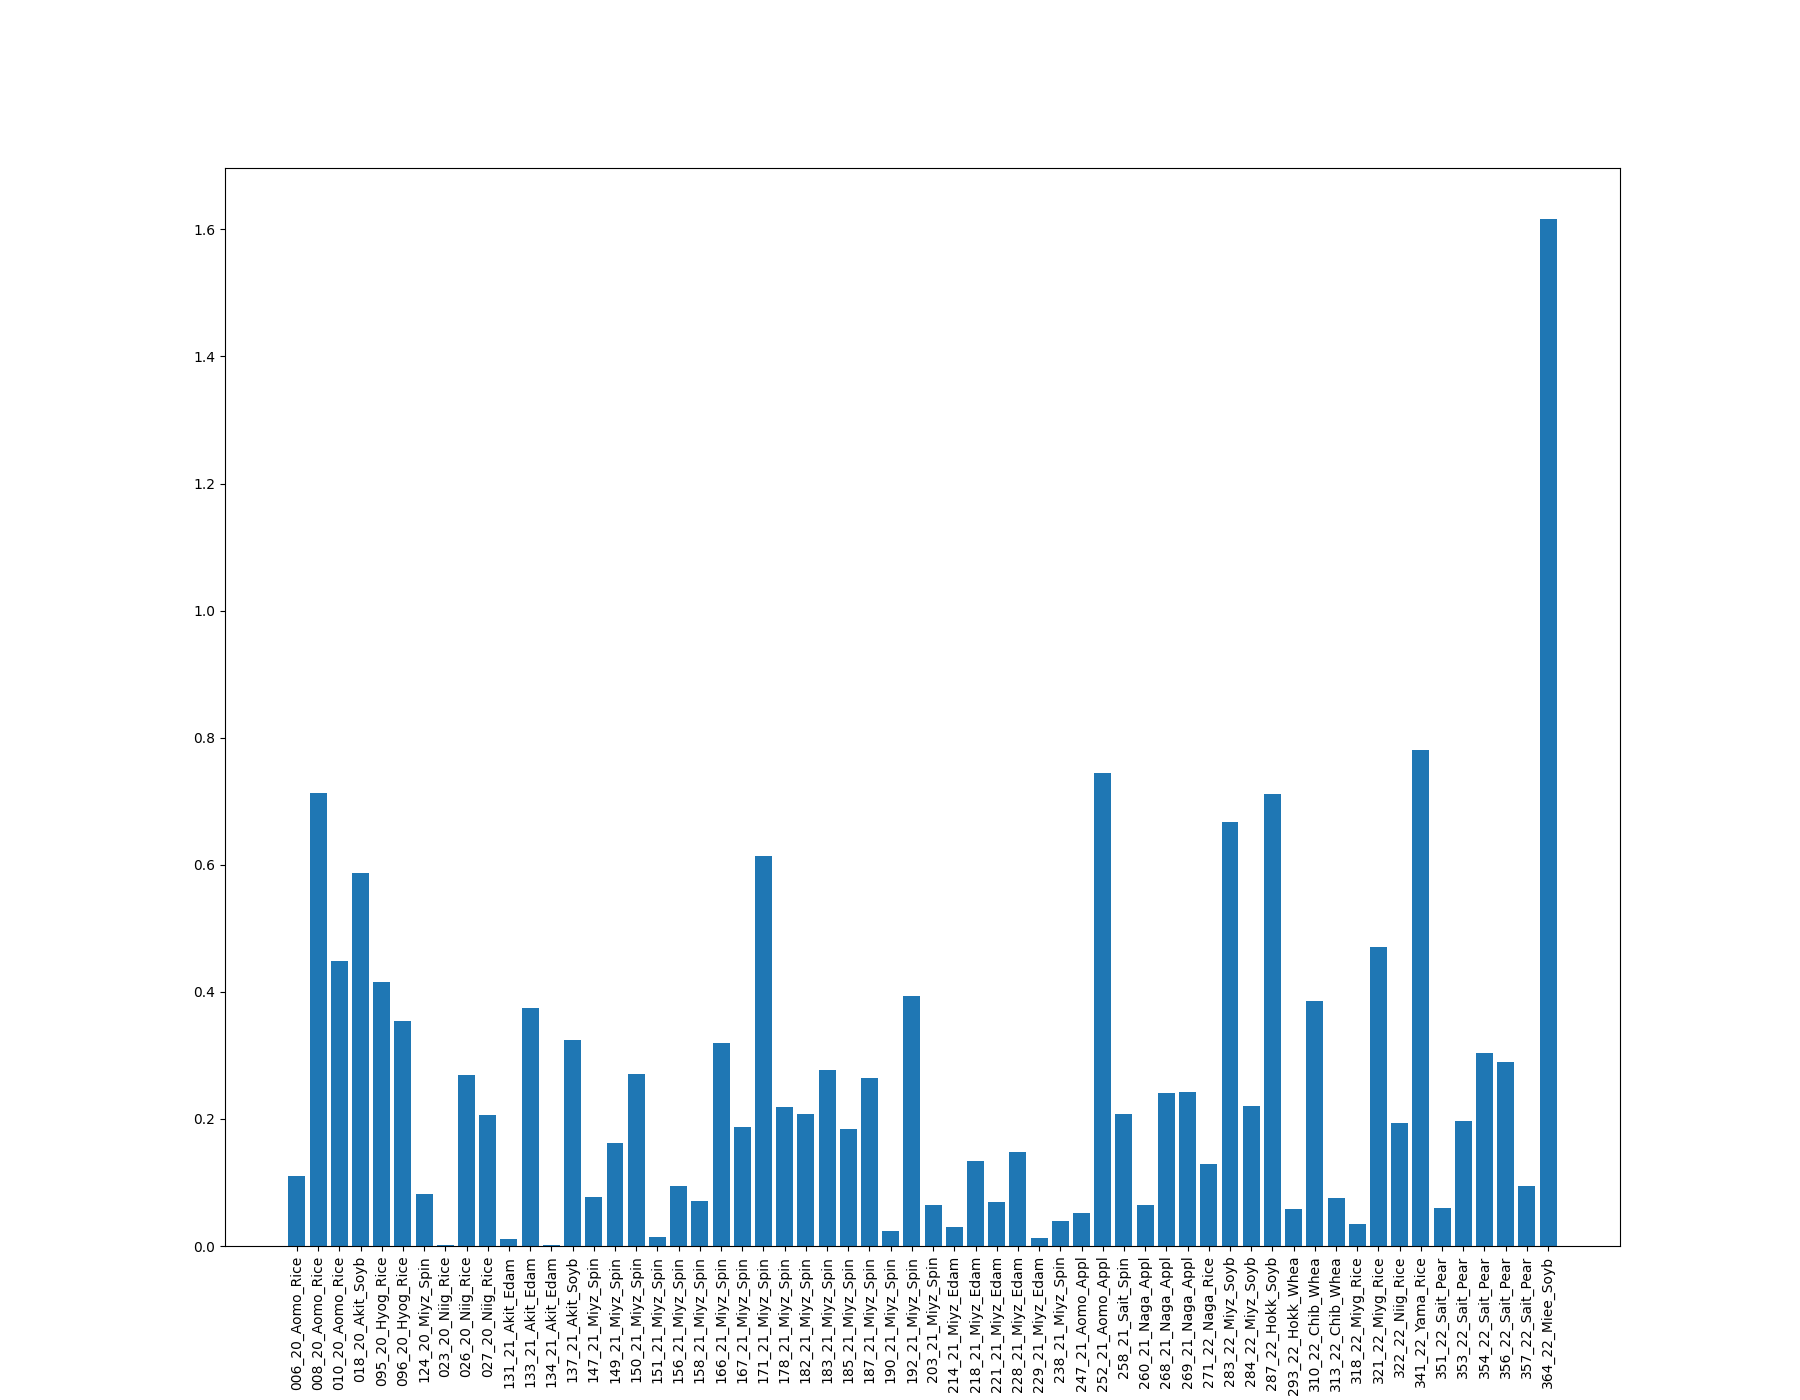 1.6
1.4
1.2
1.0
0.8
0.6
0.4
0.2
0.0
006_20_Aomo_Rice
008_20_Aomo_Rice
010_20_Aomo_Rice
018_20_Akit_Soyb
095_20_Hyog_Rice
096_20_Hyog_Rice
124_20_Miyz_Spin
023_20_Niig_Rice
026_20_Niig_Rice
027_20_Niig_Rice
131_21_Akit_Edam
133_21_Akit_Edam
134_21_Akit_Edam
137_21_Akit_Soyb
147_21_Miyz_Spin
149_21_Miyz_Spin
150_21_Miyz_Spin
151_21_Miyz_Spin
156_21_Miyz_Spin
158_21_Miyz_Spin
166_21_Miyz_Spin
167_21_Miyz_Spin
171_21_Miyz_Spin
178_21_Miyz_Spin
182_21_Miyz_Spin
183_21_Miyz_Spin
185_21_Miyz_Spin
187_21_Miyz_Spin
190_21_Miyz_Spin
192_21_Miyz_Spin
203_21_Miyz_Spin
214_21_Miyz_Edam
218_21_Miyz_Edam
221_21_Miyz_Edam
228_21_Miyz_Edam
229_21_Miyz_Edam
238_21_Miyz_Spin
247_21_Aomo_Appl
252_21_Aomo_Appl
258_21_Sait_Spin
260_21_Naga_Appl
268_21_Naga_Appl
269_21_Naga_Appl
271_22_Naga_Rice
283_22_Miyz_Soyb
284_22_Miyz_Soyb
287_22_Hokk_Soyb
293_22_Hokk_Whea
310_22_Chib_Whea
313_22_Chib_Whea
318_22_Miyg_Rice
321_22_Miyg_Rice
322_22_Niig_Rice
341_22_Yama_Rice
351_22_Sait_Pear
353_22_Sait_Pear
354_22_Sait_Pear
356_22_Sait_Pear
357_22_Sait_Pear
364_22_Miee_Soyb